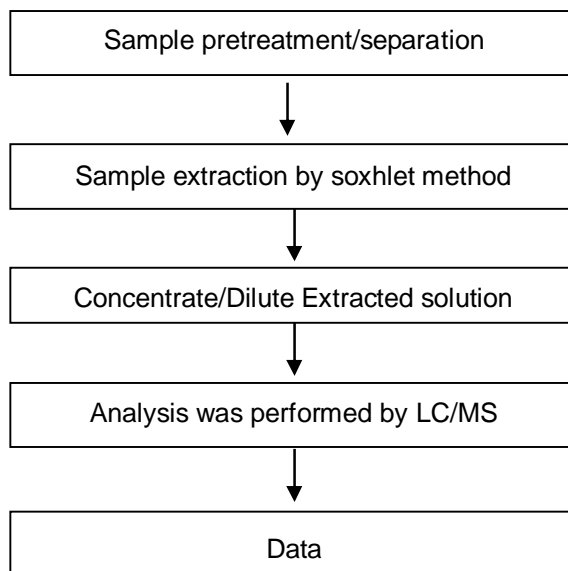 Sample pretreatment/separation
Sample extraction by soxhlet method
Concentrate/Dilute Extracted solution
Analysis was performed by LC/MS
Data